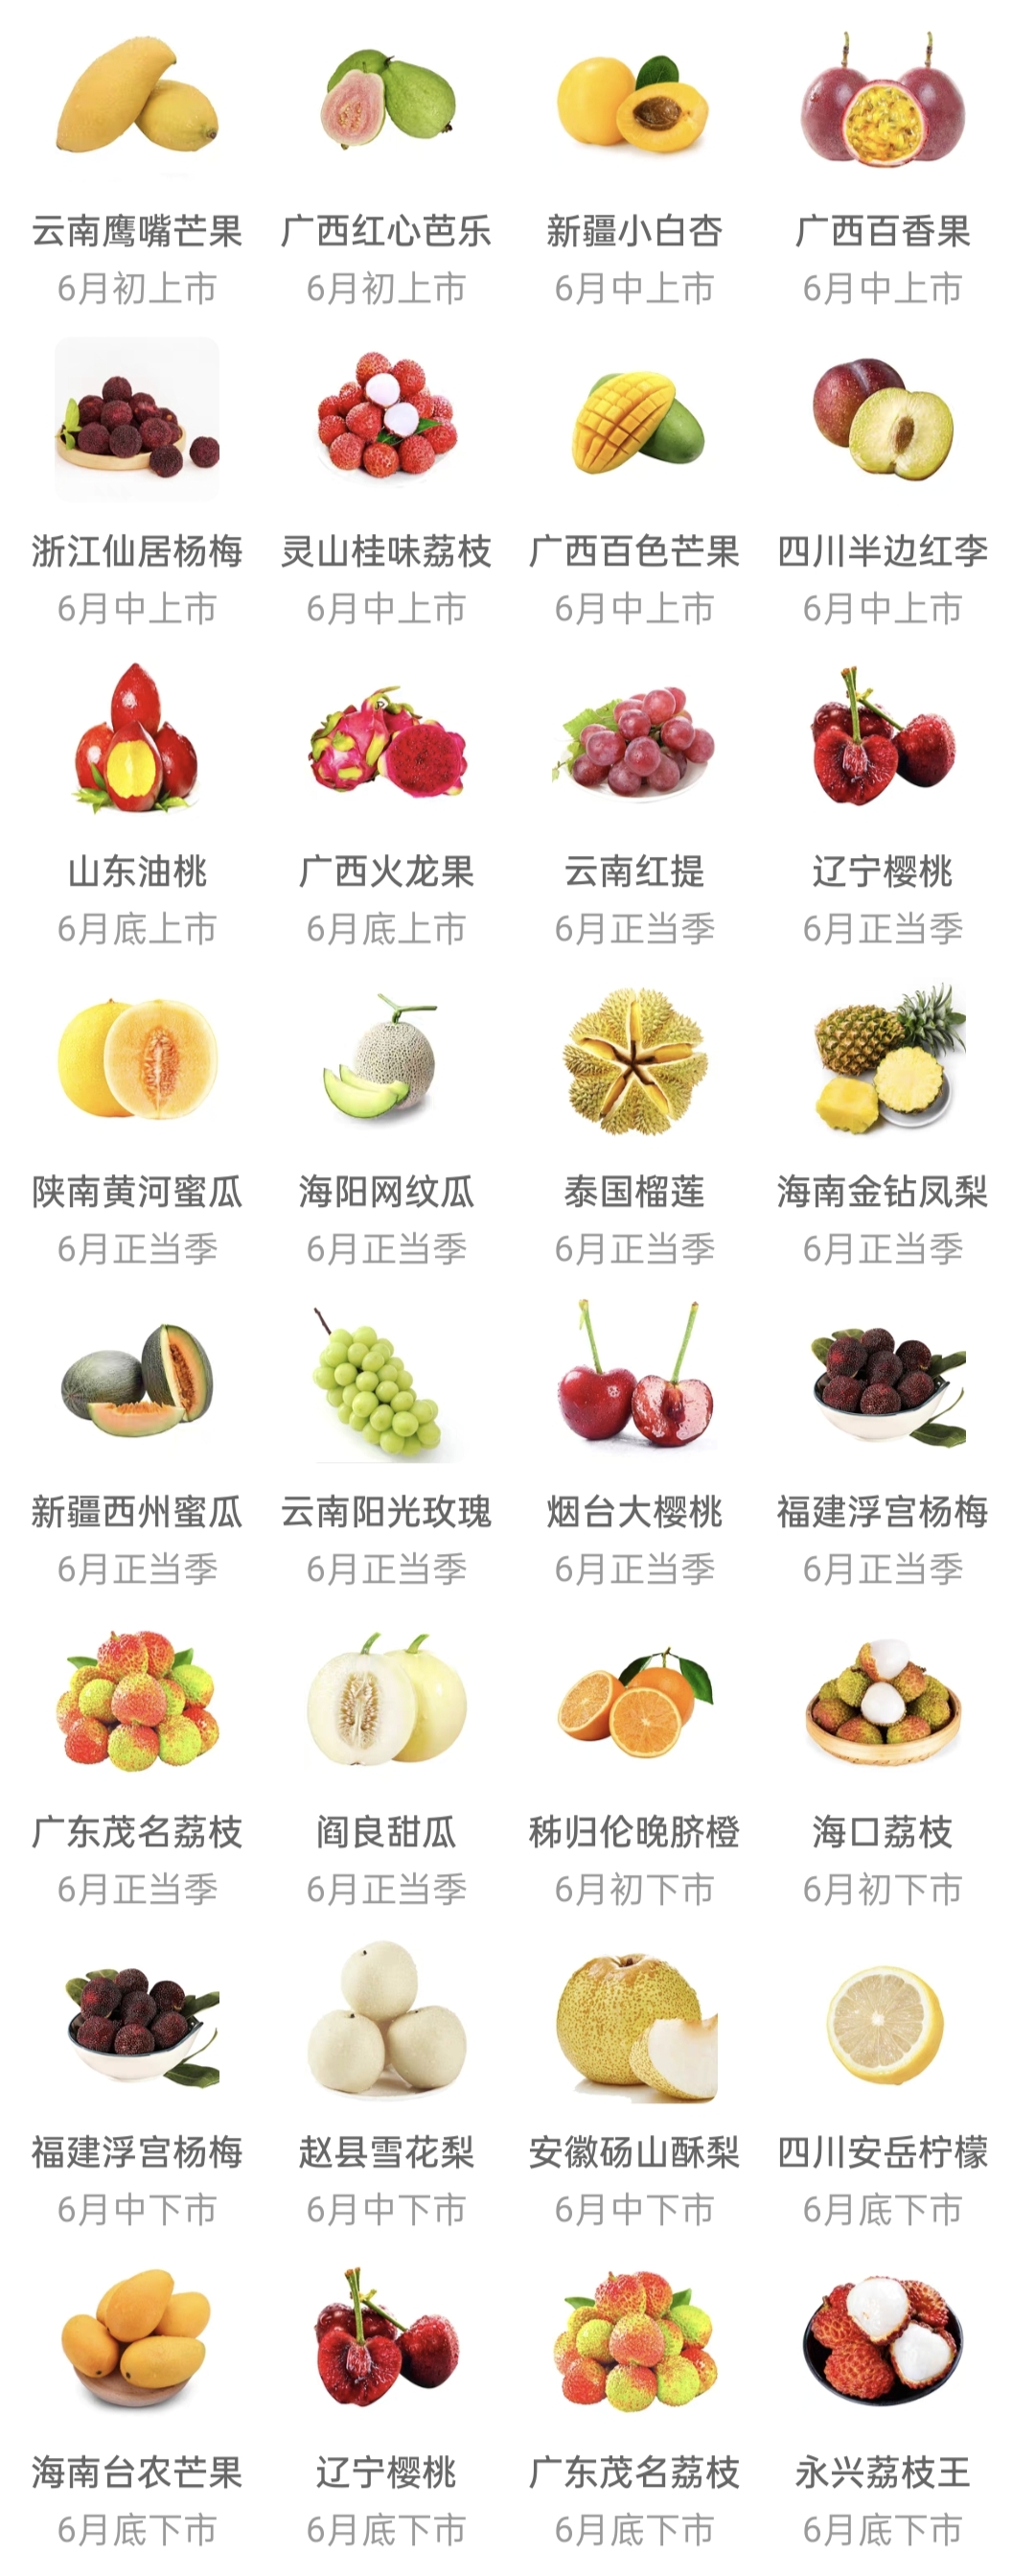 云南鹰嘴芒果
6月初上市
广西红心芭乐
6月初上市
新疆小白杏
6月中上市
广西百香果
6月中上市
浙江仙居杨梅
6月中上市
灵山桂味荔枝
6月中上市
广西百色芒果
6月中上市
四川半边红李
6月中上市
山东油桃
6月底上市
广西火龙果
6月底上市
云南红提
6月正当季
辽宁樱桃
6月正当季
陕南黄河蜜瓜
6月正当季
海阳网纹瓜
6月正当季
泰国榴莲
6月正当季
海南金钻凤梨
6月正当季
新疆西州蜜瓜
6月正当季
云南阳光玫瑰
6月正当季
烟台大樱桃
6月正当季
福建浮宫杨梅
6月正当季
广东茂名荔枝
6月正当季
阎良甜瓜
6月正当季
秭归伦晚脐橙
6月初下市
海口荔枝
6月初下市
福建浮宫杨梅
6月中下市
赵县雪花梨
6月中下市
安徽砀山酥梨
6月中下市
四川安岳柠檬
6月底下市
海南台农芒果
6月底下市
辽宁樱桃
6月底下市
广东茂名荔枝
6月底下市
永兴荔枝王
6月底下市